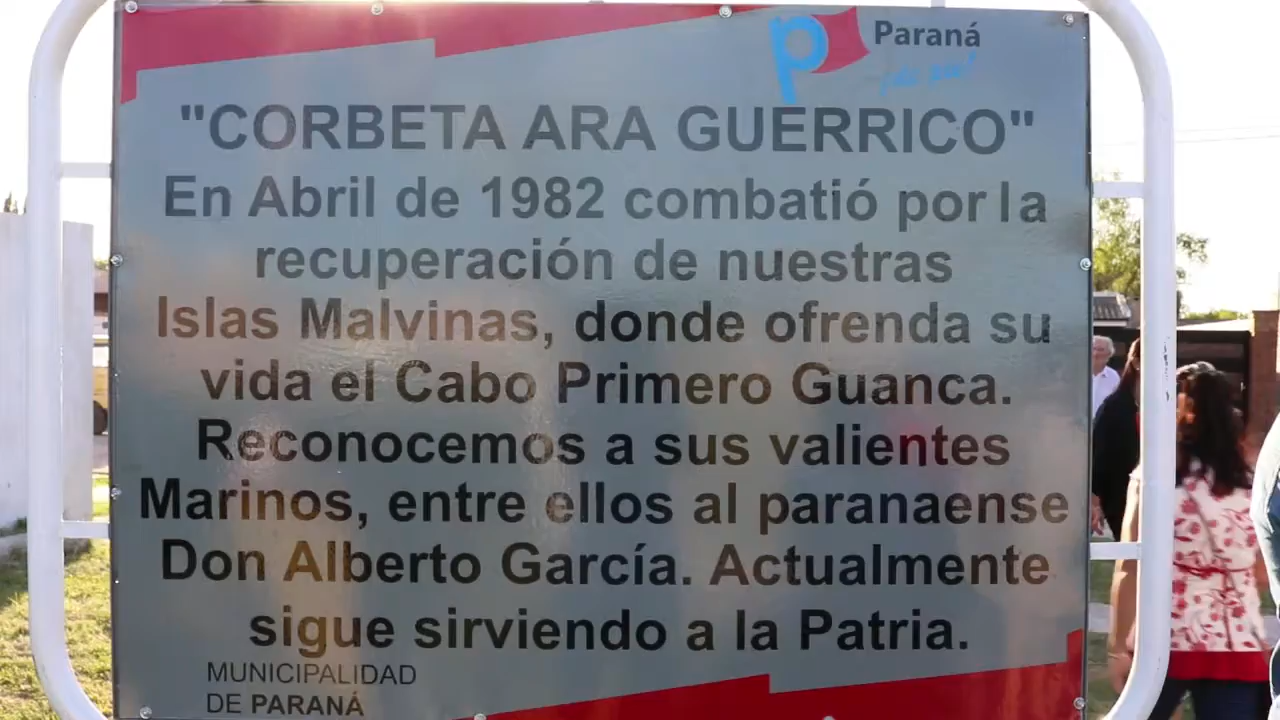 Paraná
¡de pie!
"CORBETA ARA GUERRICO"
En Abril de 1982 combatió por la
recuperación de nuestras
Islas Malvinas, donde ofrenda su
vida el Cabo Primero Guanca.
Reconocemos a sus valientes
Marinos, entre ellos al paranaense
Don Alberto García. Actualmente
sigue sirviendo a la Patria.
MUNICIPALIDAD
DE PARANÁ